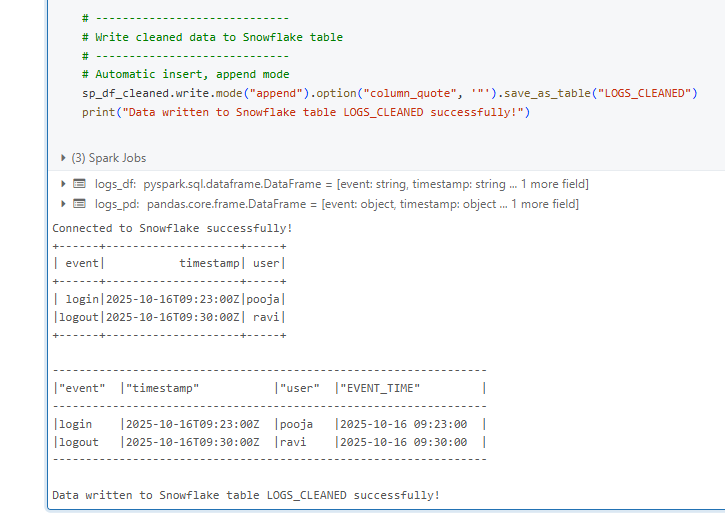 # -----------------------------
# Write cleaned data to Snowflake table
# -----------------------------
# Automatic insert, append mode
sp_df_cleaned.write.mode("append").option("column_quote", '"').save_as_table("LOGS_CLEANED")
print("Data written to Snowflake table LOGS_CLEANED successfully!")
(3) Spark Jobs
logs_df: pyspark.sql.dataframe.DataFrame = [event: string, timestamp: string ... 1 more field]
logs_pd: pandas.core.frame.DataFrame = [event: object, timestamp: object ... 1 more field]
Connected to Snowflake successfully!
+------+--------------------+-----+
| event|           timestamp| user|
+------+--------------------+-----+
| login|2025-10-16T09:23:00Z|pooja|
|logout|2025-10-16T09:30:00Z| ravi|
+------+--------------------+-----+
-----------------------------------------------------------------
|"event"  |"timestamp"           |"user"  |"EVENT_TIME"         |
-----------------------------------------------------------------
|login    |2025-10-16T09:23:00Z  |pooja   |2025-10-16 09:23:00  |
|logout   |2025-10-16T09:30:00Z  |ravi    |2025-10-16 09:30:00  |
-----------------------------------------------------------------
Data written to Snowflake table LOGS_CLEANED successfully!